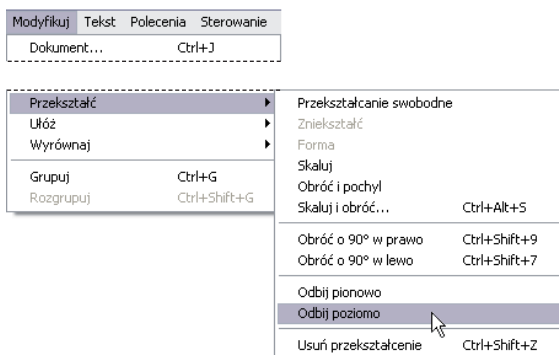 Modyfikuj Tekst Polecenia Sterowanie
Dokument... Ctrl+J
Przekształć
Ułóż
Wyrównaj
Grupuj Ctrl+G
Rozgrupuj Ctrl+Shift+G
Przekształcanie swobodne
Zniekształć
Forma
Skaluj
Obróć i pochyl
Skaluj i obróć... Ctrl+Alt+S
Obróć o 90° w prawo Ctrl+Shift+9
Obróć o 90° w lewo Ctrl+Shift+7
Odbij pionowo
Odbij poziomo
Usuń przekształcenie Ctrl+Shift+Z